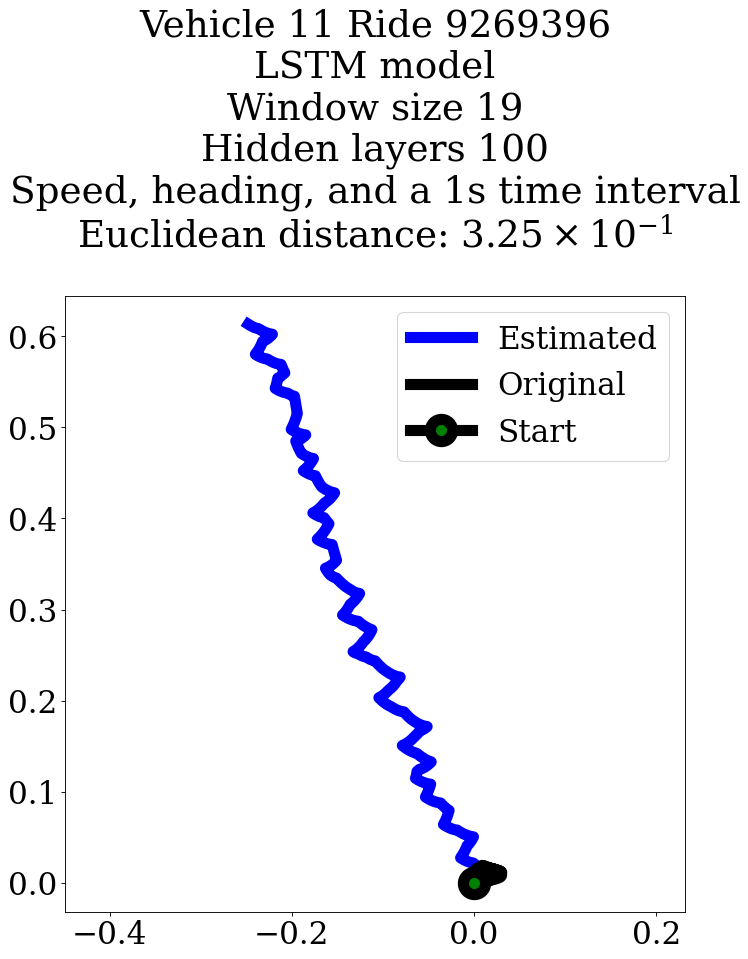 Vehicle 11 Ride 9269396
LSTM model
Window size 19
Hidden layers 100
Speed, heading, and a 1s time interval
Euclidean distance: 3.25 × 10⁻¹
Estimated
Original
Start
0.6
0.5
0.4
0.3
0.2
0.1
0.0
−0.4 −0.2 0.0 0.2